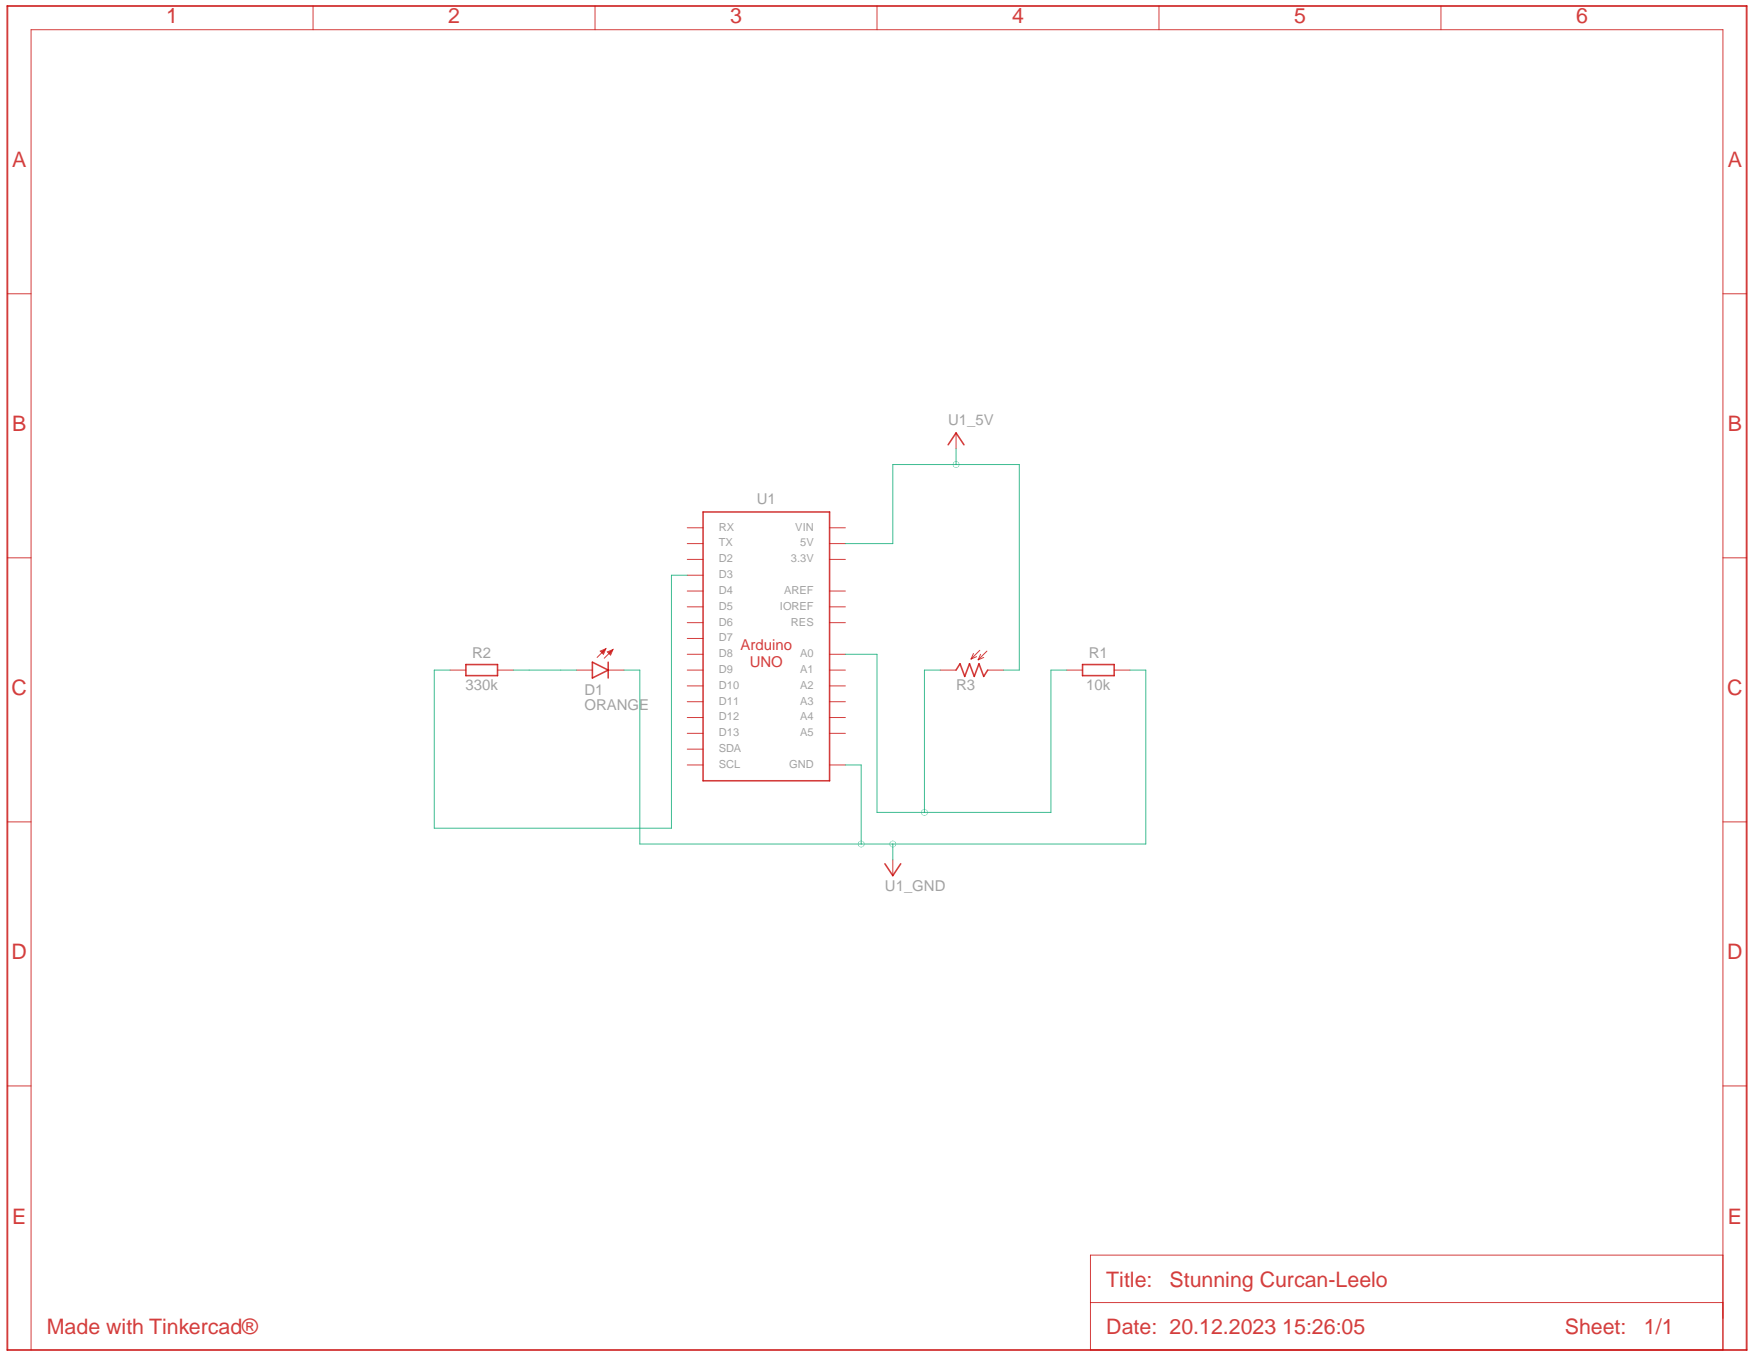 1 2 3 4 5 6
A A
U1_5V
B B
U1
RX VIN
TX 5V
D2 3.3V
D3
D4 AREF
D5 IOREF
D6 RES
D7
Arduino
UNO
D8 A0
D9 A1
D10 A2
D11 A3
D12 A4
D13 A5
SDA
SCL GND
R2
330k
D1
ORANGE
R3
R1
10k
C C
U1_GND
D D
E E
Title: Stunning Curcan-Leelo
Date: 20.12.2023 15:26:05 Sheet: 1/1
Made with Tinkercad®